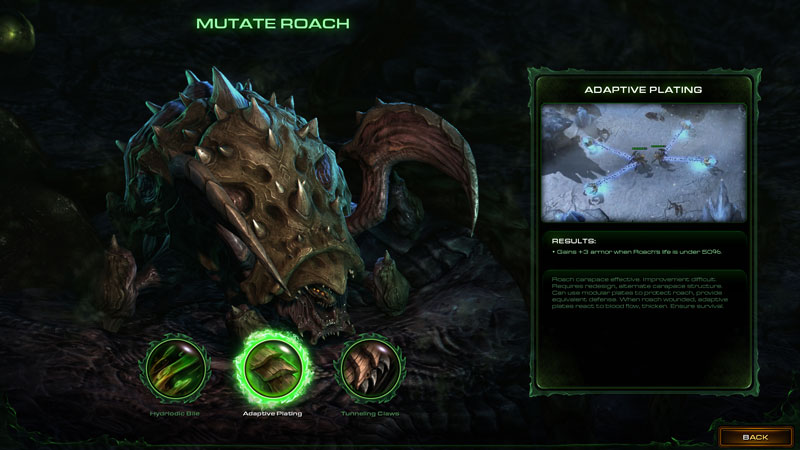 MUTATE ROACH
ADAPTIVE PLATING
RESULTS:
• Gains +3 armor when Roach's life is under 50%
Roach carapace effective. Improvement difficult.
Requires redesign, alternate carapace structure.
Can use modular plates to protect roach, provide
equivalent defense. When roach wounded, adaptive
plates react to blood flow, thicken. Ensure survival.
Hydriodic Bile
Adaptive Plating
Tunneling Claws
BACK